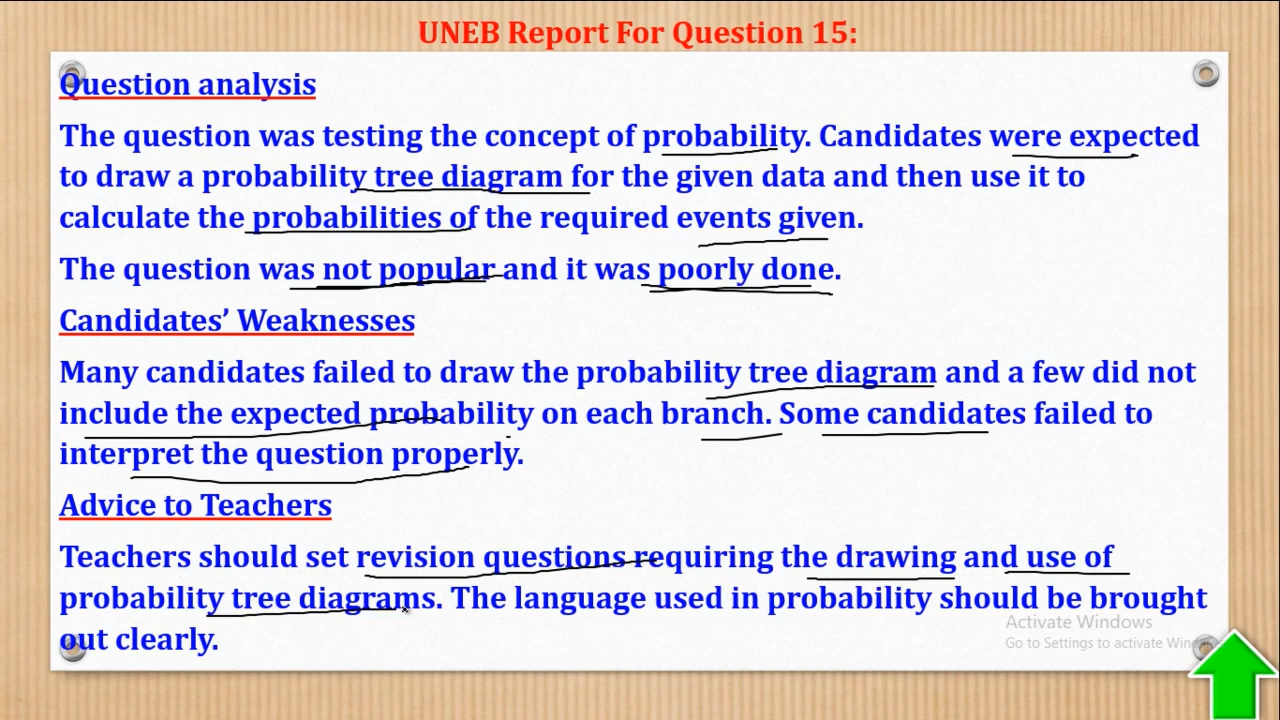 UNEB Report For Question 15:
Question analysis
The question was testing the concept of probability. Candidates were expected
to draw a probability tree diagram for the given data and then use it to
calculate the probabilities of the required events given.
The question was not popular and it was poorly done.
Candidates’ Weaknesses
Many candidates failed to draw the probability tree diagram and a few did not
include the expected probability on each branch. Some candidates failed to
interpret the question properly.
Advice to Teachers
Teachers should set revision questions requiring the drawing and use of
probability tree diagrams. The language used in probability should be brought
out clearly.
Activate Windows
Go to Settings to activate Windows